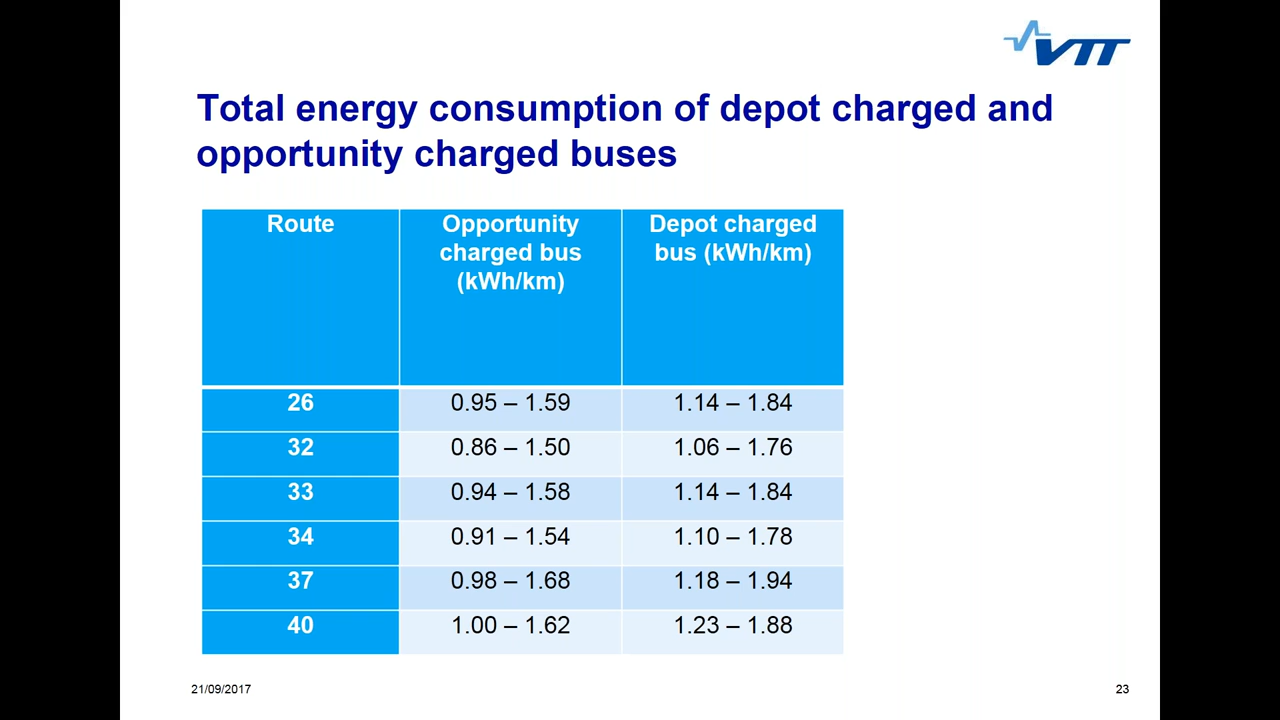 VTT
Total energy consumption of depot charged and
opportunity charged buses
Route
Opportunity
charged bus
(kWh/km)
Depot charged
bus (kWh/km)
26 0.95 – 1.59 1.14 – 1.84
32 0.86 – 1.50 1.06 – 1.76
33 0.94 – 1.58 1.14 – 1.84
34 0.91 – 1.54 1.10 – 1.78
37 0.98 – 1.68 1.18 – 1.94
40 1.00 – 1.62 1.23 – 1.88
21/09/2017
23